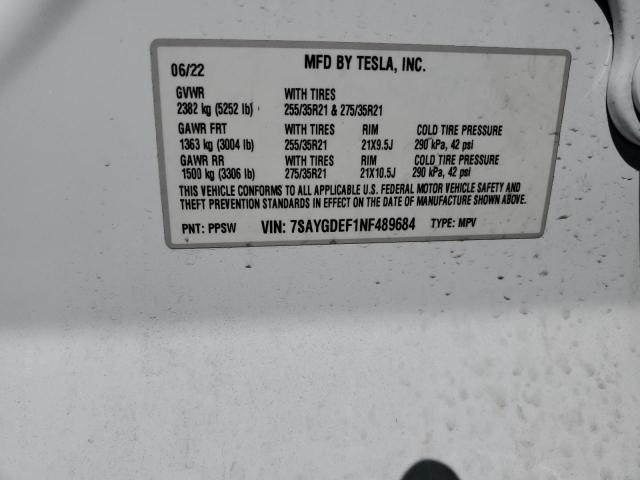 06/22 MFD BY TESLA, INC.
GVWR WITH TIRES
2382 kg (5252 lb) 255/35R21 & 275/35R21
GAWR FRT WITH TIRES RIM COLD TIRE PRESSURE
1363 kg (3004 lb) 255/35R21 21X9.5J 290 kPa, 42 psi
GAWR RR WITH TIRES RIM COLD TIRE PRESSURE
1500 kg (3306 lb) 275/35R21 21X10.5J 290 kPa, 42 psi
THIS VEHICLE CONFORMS TO ALL APPLICABLE U.S. FEDERAL MOTOR VEHICLE SAFETY AND
THEFT PREVENTION STANDARDS IN EFFECT ON THE DATE OF MANUFACTURE SHOWN ABOVE.
PNT: PPSW VIN: 7SAYGDEF1NF489684 TYPE: MPV